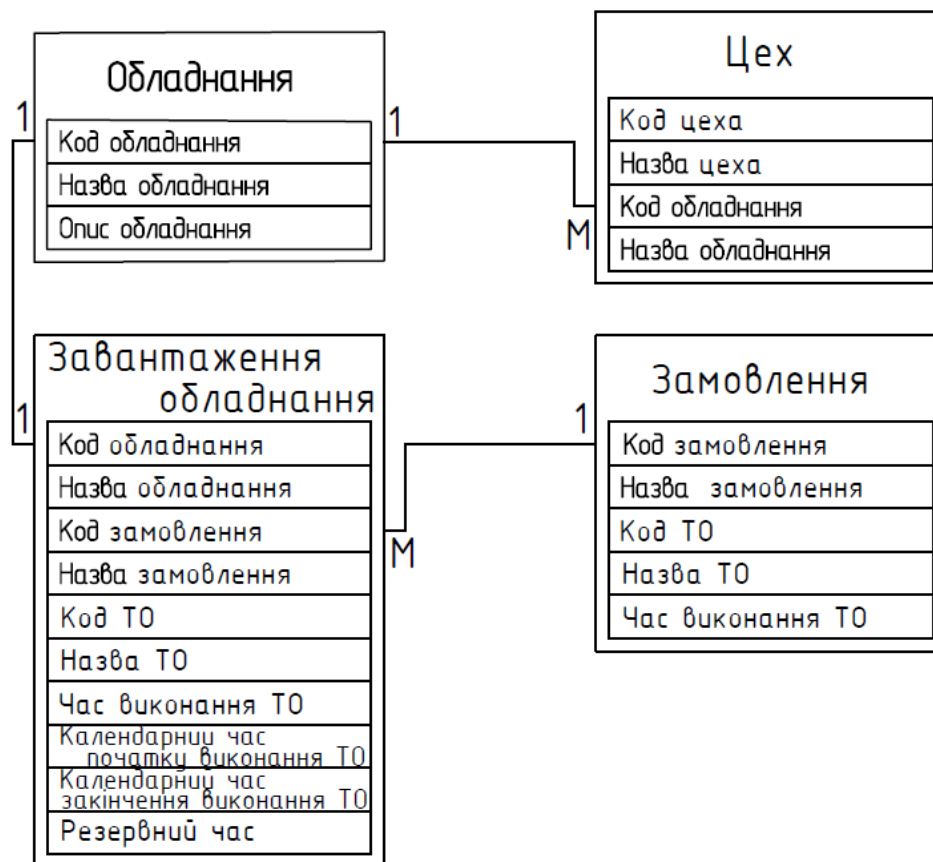 Обладнання
1
Код обладнання
Назва обладнання
Опис обладнання
1
М
Цех
Код цеха
Назва цеха
Код обладнання
Назва обладнання
Завантаження
обладнання
1
Код обладнання
Назва обладнання
Код замовлення
Назва замовлення
Код ТО
Назва ТО
Час виконання ТО
Календарний час
початку виконання ТО
Календарний час
закінчення виконання ТО
Резервний час
М
1
Замовлення
Код замовлення
Назва замовлення
Код ТО
Назва ТО
Час виконання ТО